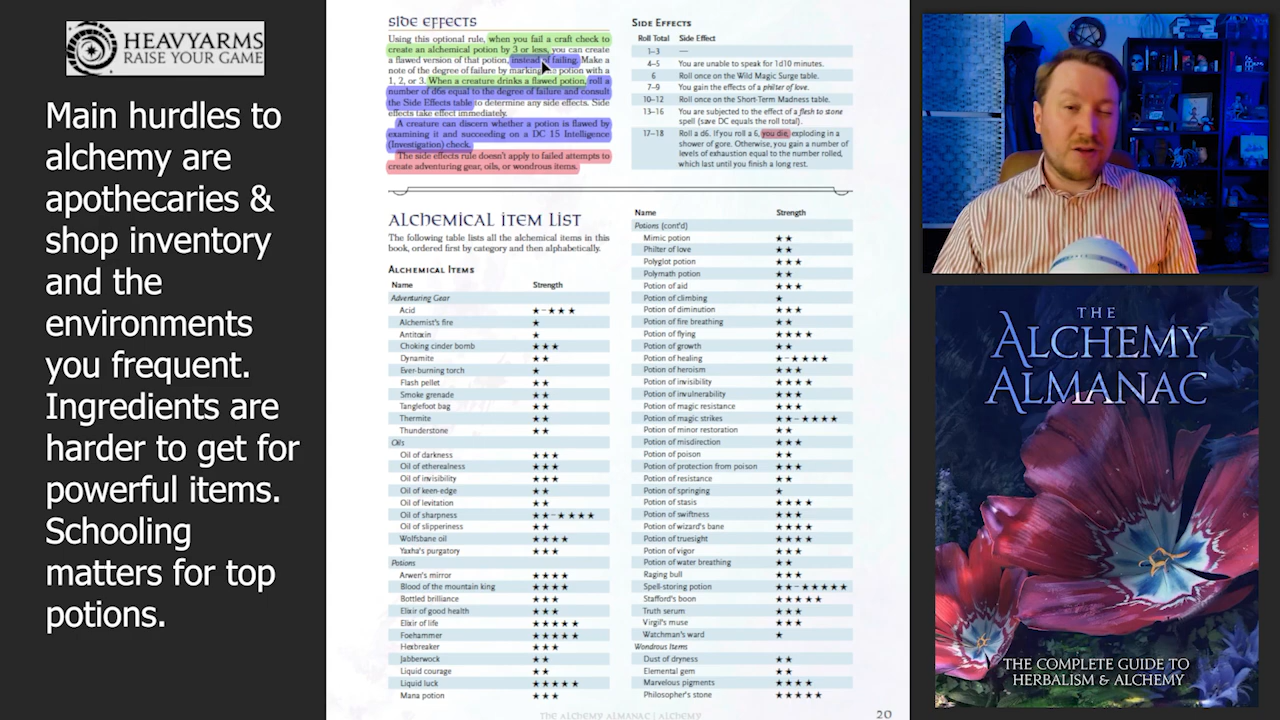 HEAVYARMS
RAISE YOUR GAME
Main hurdles to
alchemy are
apothecaries &
shop inventory
and the
environments
you frequent.
Ingredients are
harder to get for
powerful items.
Schooling
matters for top
potions.
SIDE EFFECTS
Using this optional rule, when you fail a craft check to
create an alchemical potion by 3 or less, you can create
a flawed version of that potion, instead of failing. Make a
note of the degree of failure by marking potion with a
1, 2, or 3. When a creature drinks a flawed potion, roll a
number of d6s equal to the degree of failure and consult
the Side Effects table to determine any side effects. Side
effects take effect immediately.
A creature can discern whether a potion is flawed by
examining it and succeeding on a DC 15 Intelligence
(Investigation) check.
The side effects rule doesn't apply to failed attempts to
create adventuring gear, oils, or wondrous items.
SIDE EFFECTS
Roll Total Side Effect
1–3 —
4–5 You are unable to speak for 1d10 minutes.
6 Roll once on the Wild Magic Surge table.
7–9 You gain the effects of a philter of love.
10–12 Roll once on the Short-Term Madness table.
13–16 You are subjected to the effect of a flesh to stone
spell (save DC equals the roll total).
17–18 Roll a d6. If you roll a 6, you die, exploding in a
shower of gore. Otherwise, you gain a number of
levels of exhaustion equal to the number rolled,
which last until you finish a long rest.
ALCHEMICAL ITEM LIST
The following table lists all the alchemical items in this
book, ordered first by category and then alphabetically.
ALCHEMICAL ITEMS
Name Strength
Adventuring Gear
Acid ★–★★★
Alchemist's fire ★
Antitoxin ★
Choking cinder bomb ★★★
Dynamite ★★
Ever-burning torch ★
Flash pellet ★★
Smoke grenade ★★
Tanglefoot bag ★★
Thermite ★★
Thunderstone ★★
Oils
Oil of darkness ★★★
Oil of etherealness ★★★
Oil of invisibility ★★★
Oil of keen-edge ★★
Oil of levitation ★★
Oil of sharpness ★★–★★★★
Oil of slipperiness ★★
Wolfsbane oil ★★★★
Yaxha's purgatory ★★★
Potions
Arwen's mirror ★★★★
Blood of the mountain king ★★★★
Bottled brilliance ★★★
Elixir of good health ★★★
Elixir of life ★★★★★
Foehammer ★★★★★
Hexbreaker ★★★
Jabberwock ★★
Liquid courage ★★
Liquid luck ★★★★★
Mana potion ★★★
Name Strength
Potions (cont'd)
Mimic potion ★★
Philter of love ★★
Polyglot potion ★★★
Polymath potion ★★
Potion of aid ★★★
Potion of climbing ★
Potion of diminution ★★★
Potion of fire breathing ★★
Potion of flying ★★★★
Potion of growth ★★
Potion of healing ★–★★★★
Potion of heroism ★★★
Potion of invisibility ★★★★
Potion of invulnerability ★★★
Potion of magic resistance ★★★
Potion of magic strikes ★★–★★★★
Potion of minor restoration ★★
Potion of misdirection ★★★
Potion of poison ★★
Potion of protection from poison ★★★
Potion of resistance ★★
Potion of springing ★
Potion of stasis ★★★★
Potion of swiftness ★★★
Potion of wizard's bane ★★★★
Potion of truesight ★★★★
Potion of vigor ★★★
Potion of water breathing ★★
Raging bull ★★★
Spell-storing potion ★★–★★★★★
Stafford's boon ★★★★★
Truth serum ★★★
Virgil's muse ★★★
Watchman's ward ★
Wondrous Items
Dust of dryness ★★
Elemental gem ★★
Marvelous pigments ★★★★
Philosopher's stone ★★★★★
THE ALCHEMY ALMANAC | ALCHEMY
20
THE
ALCHEMY
ALMANAC
THE COMPLETE GUIDE TO
HERBALISM & ALCHEMY